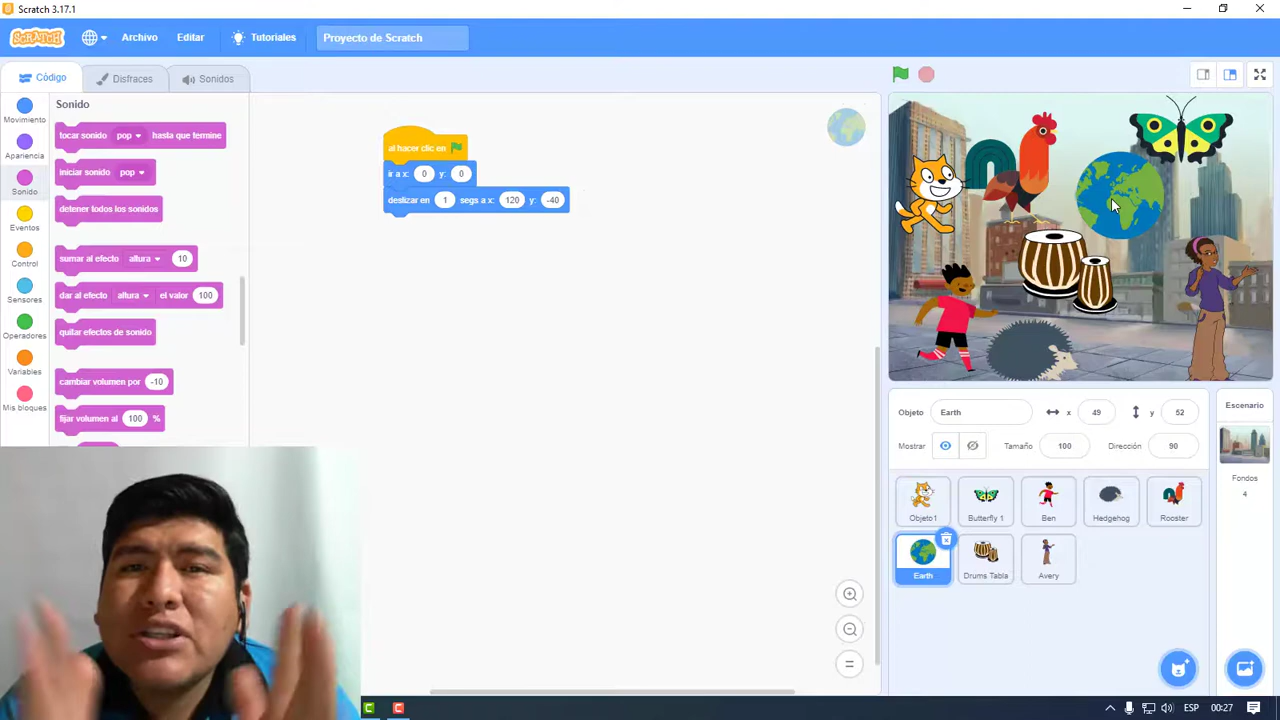 Scratch 3.17.1
SCRATCH
Archivo
Editar
Tutoriales
Proyecto de Scratch
Código
Disfraces
Sonidos
Movimiento
Apariencia
Sonido
Eventos
Control
Sensores
Operadores
Variables
Mis bloques
Sonido
tocar sonido pop hasta que termine
iniciar sonido pop
detener todos los sonidos
sumar al efecto altura 10
dar al efecto altura el valor 100
quitar efectos de sonido
cambiar volumen por -10
fijar volumen al 100 %
al hacer clic en
ir a x: 0 y: 0
deslizar en 1 segs a x: 120 y: -40
Objeto Earth x 49 y 52
Mostrar Tamaño 100 Dirección 90
Objeto1
Butterfly 1
Ben
Hedgehog
Rooster
Earth
Drums Tabla
Avery
Escenario
Fondos
4
ESP 00:27